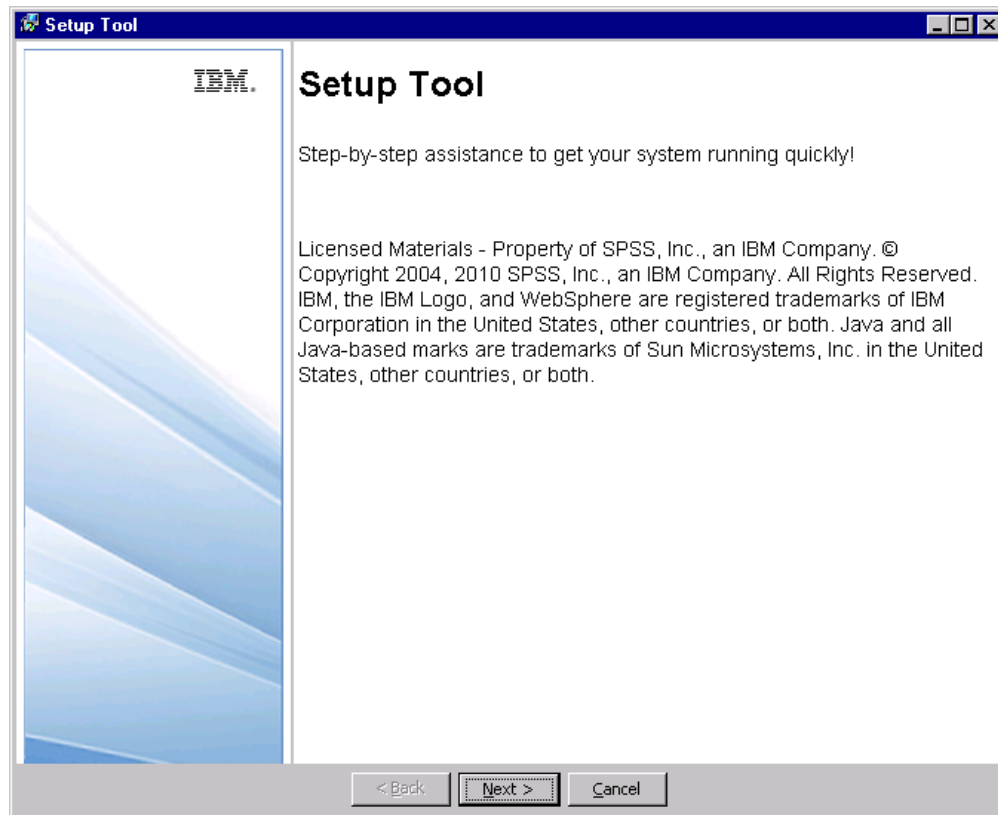 Setup Tool
IBM.
Setup Tool
Step-by-step assistance to get your system running quickly!
Licensed Materials - Property of SPSS, Inc., an IBM Company. ©
Copyright 2004, 2010 SPSS, Inc., an IBM Company. All Rights Reserved.
IBM, the IBM Logo, and WebSphere are registered trademarks of IBM
Corporation in the United States, other countries, or both. Java and all
Java-based marks are trademarks of Sun Microsystems, Inc. in the United
States, other countries, or both.
< Back
Next >
Cancel